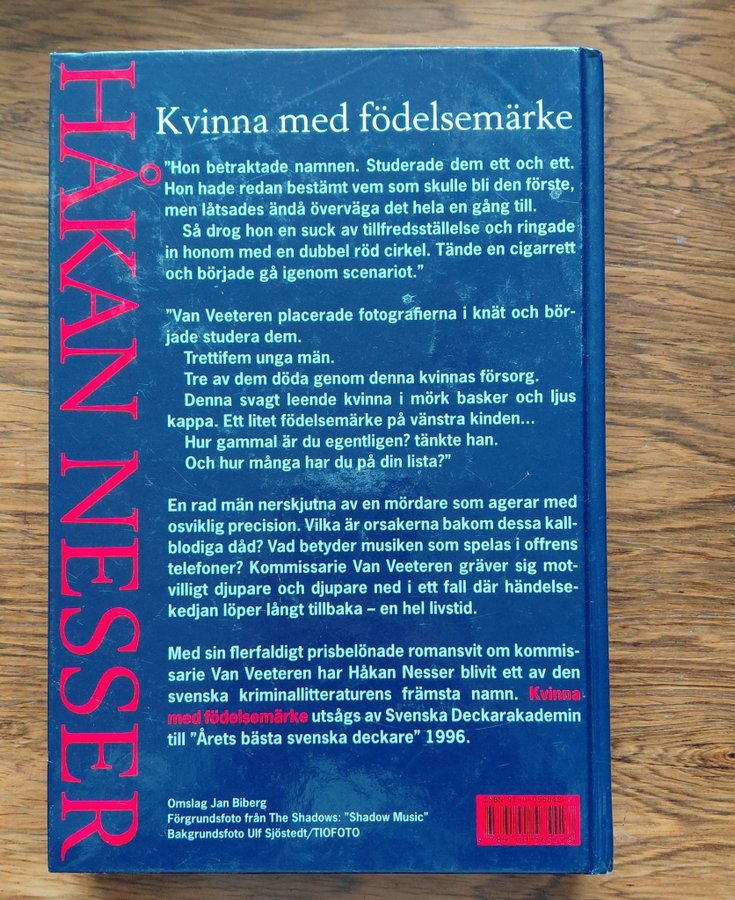 HÅKAN NESSER
Kvinna med födelsemärke
"Hon betraktade namnen. Studerade dem ett och ett.
Hon hade redan bestämt vem som skulle bli den förste,
men låtsades ändå överväga det hela en gång till.
Så drog hon en suck av tillfredsställelse och ringade
in honom med en dubbel röd cirkel. Tände en cigarrett
och började gå igenom scenariot."
"Van Veeteren placerade fotografierna i knät och bör-
jade studera dem.
Trettifem unga män.
Tre av dem döda genom denna kvinnas försorg.
Denna svagt leende kvinna i mörk basker och ljus
kappa. Ett litet födelsemärke på vänstra kinden...
Hur gammal är du egentligen? tänkte han.
Och hur många har du på din lista?"
En rad män nerskjutna av en mördare som agerar med
osviklig precision. Vilka är orsakerna bakom dessa kall-
blodiga dåd? Vad betyder musiken som spelas i offrens
telefoner? Kommissarie Van Veeteren gräver sig mot-
villigt djupare och djupare ned i ett fall där händelse-
kedjan löper långt tillbaka – en hel livstid.
Med sin flerfaldigt prisbelönade romansvit om kommis-
sarie Van Veeteren har Håkan Nesser blivit ett av den
svenska kriminallitteraturens främsta namn. Kvinna
med födelsemärke utsågs av Svenska Deckarakademin
till "Årets bästa svenska deckare" 1996.
Omslag Jan Biberg
Förgrundsfoto från The Shadows: "Shadow Music"
Bakgrundsfoto Ulf Sjöstedt/TIOFOTO
ISBN